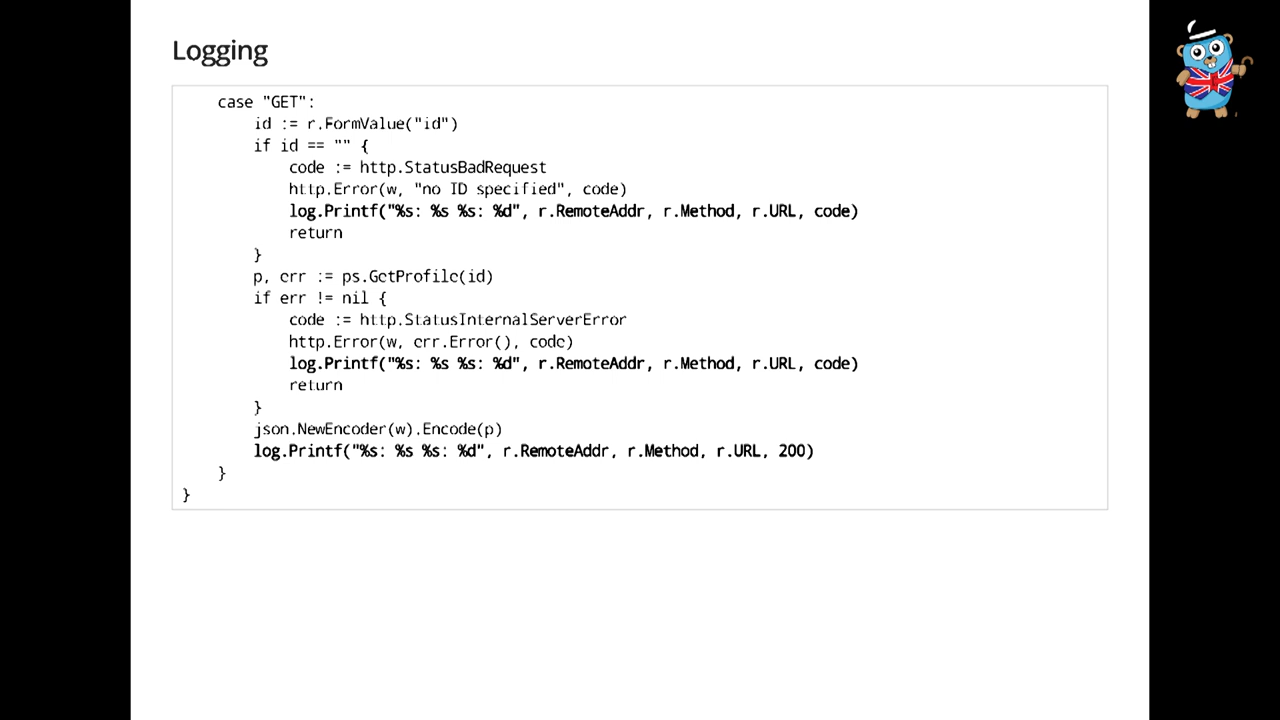 Logging
case "GET":
id := r.FormValue("id")
if id == "" {
code := http.StatusBadRequest
http.Error(w, "no ID specified", code)
log.Printf("%s: %s %s: %d", r.RemoteAddr, r.Method, r.URL, code)
return
}
p, err := ps.GetProfile(id)
if err != nil {
code := http.StatusInternalServerError
http.Error(w, err.Error(), code)
log.Printf("%s: %s %s: %d", r.RemoteAddr, r.Method, r.URL, code)
return
}
json.NewEncoder(w).Encode(p)
log.Printf("%s: %s %s: %d", r.RemoteAddr, r.Method, r.URL, 200)
}
}